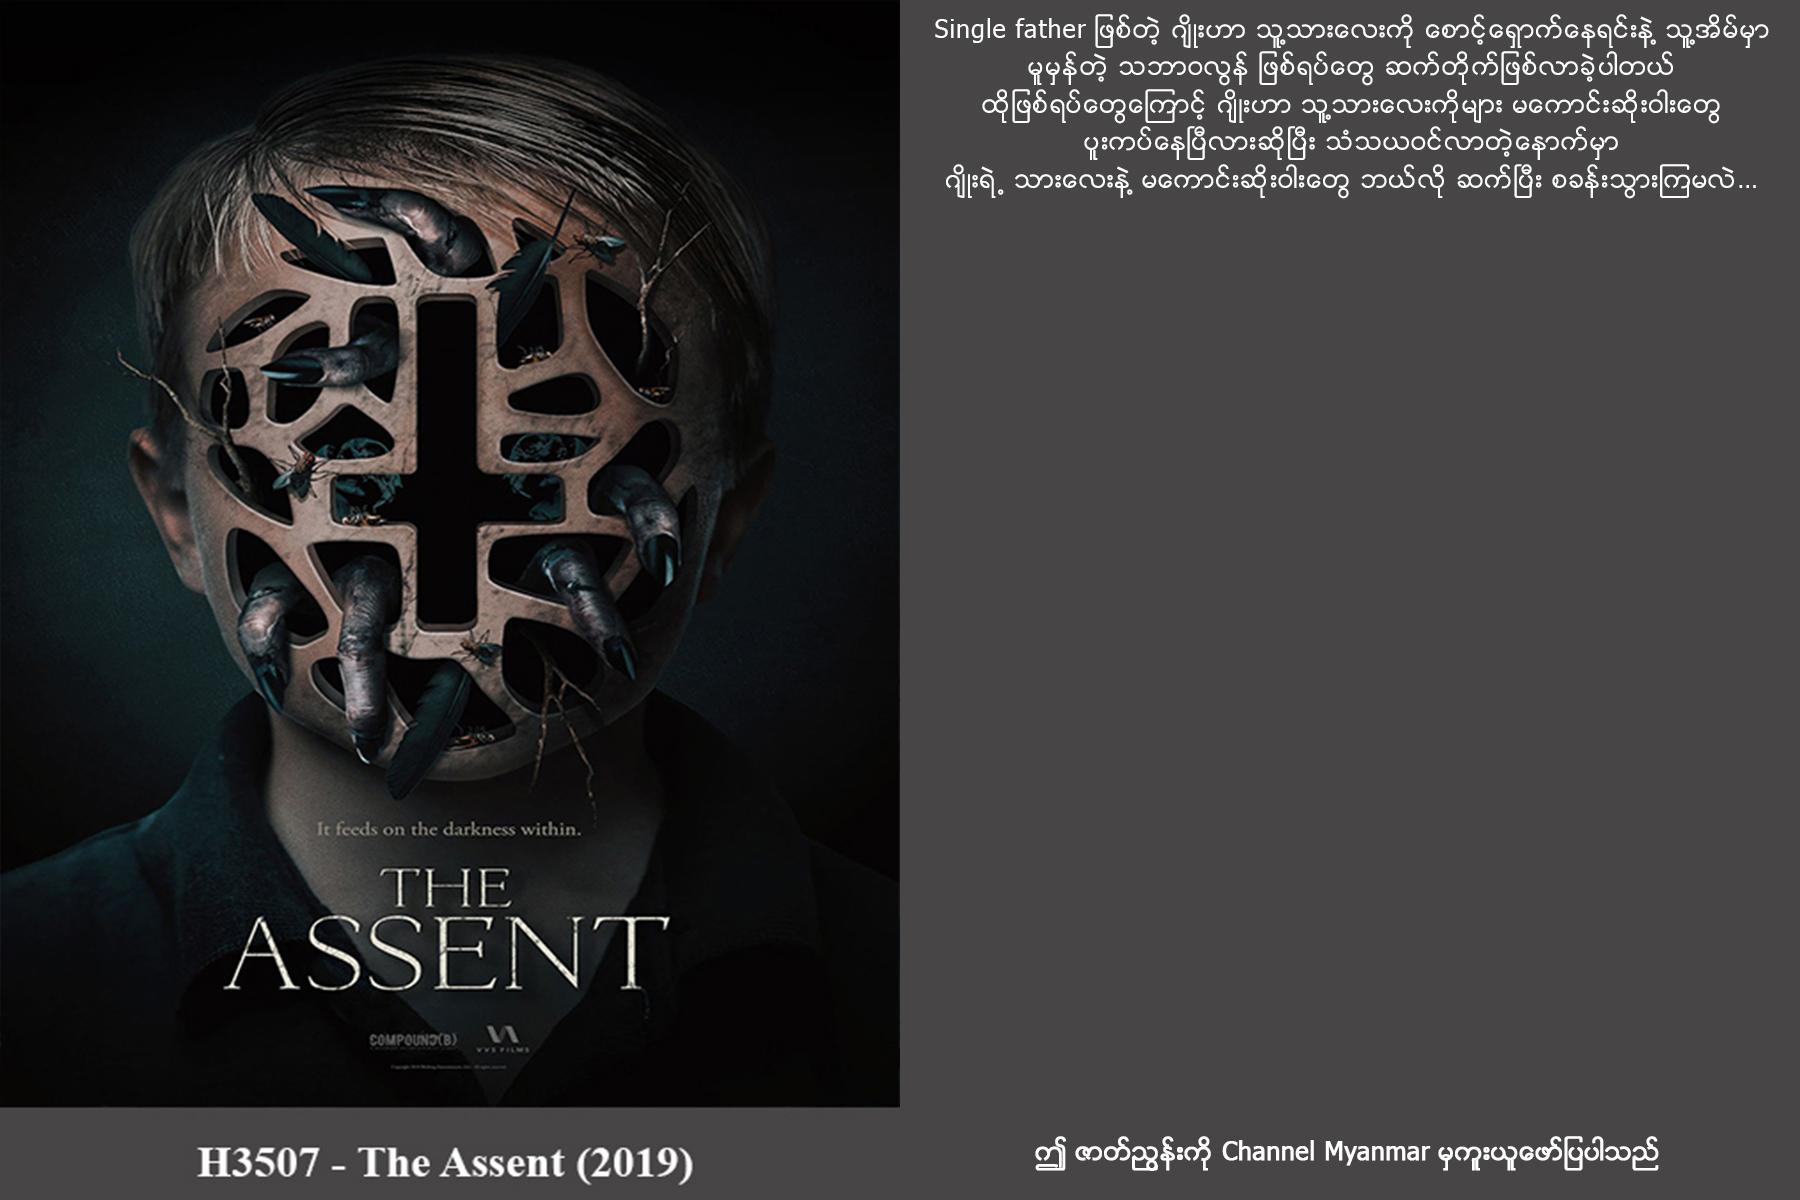 Single father ဖြစ်တဲ့ ဂျိုးဟာ သူ့သားလေးကို စောင့်ရှောက်နေရင်းနဲ့ သူ့အိမ်မှာ
မူမှန်တဲ့ သဘာဝလွန် ဖြစ်ရပ်တွေ ဆက်တိုက်ဖြစ်လာခဲ့ပါတယ်
ထိုဖြစ်ရပ်တွေကြောင့် ဂျိုးဟာ သူ့သားလေးကိုများ မကောင်းဆိုးဝါးတွေ
ပူးကပ်နေပြီလားဆိုပြီး သံသယဝင်လာတဲ့နောက်မှာ
ဂျိုးရဲ့ သားလေးနဲ့ မကောင်းဆိုးဝါးတွေ ဘယ်လို ဆက်ပြီး စခန်းသွားကြမလဲ...
It feeds on the darkness within.
THE
ASSENT
COMPOUND(B)
VVS FILMS
H3507 - The Assent (2019)
ဤ ဇာတ်ညွှန်းကို Channel Myanmar မှကူးယူဖော်ပြပါသည်